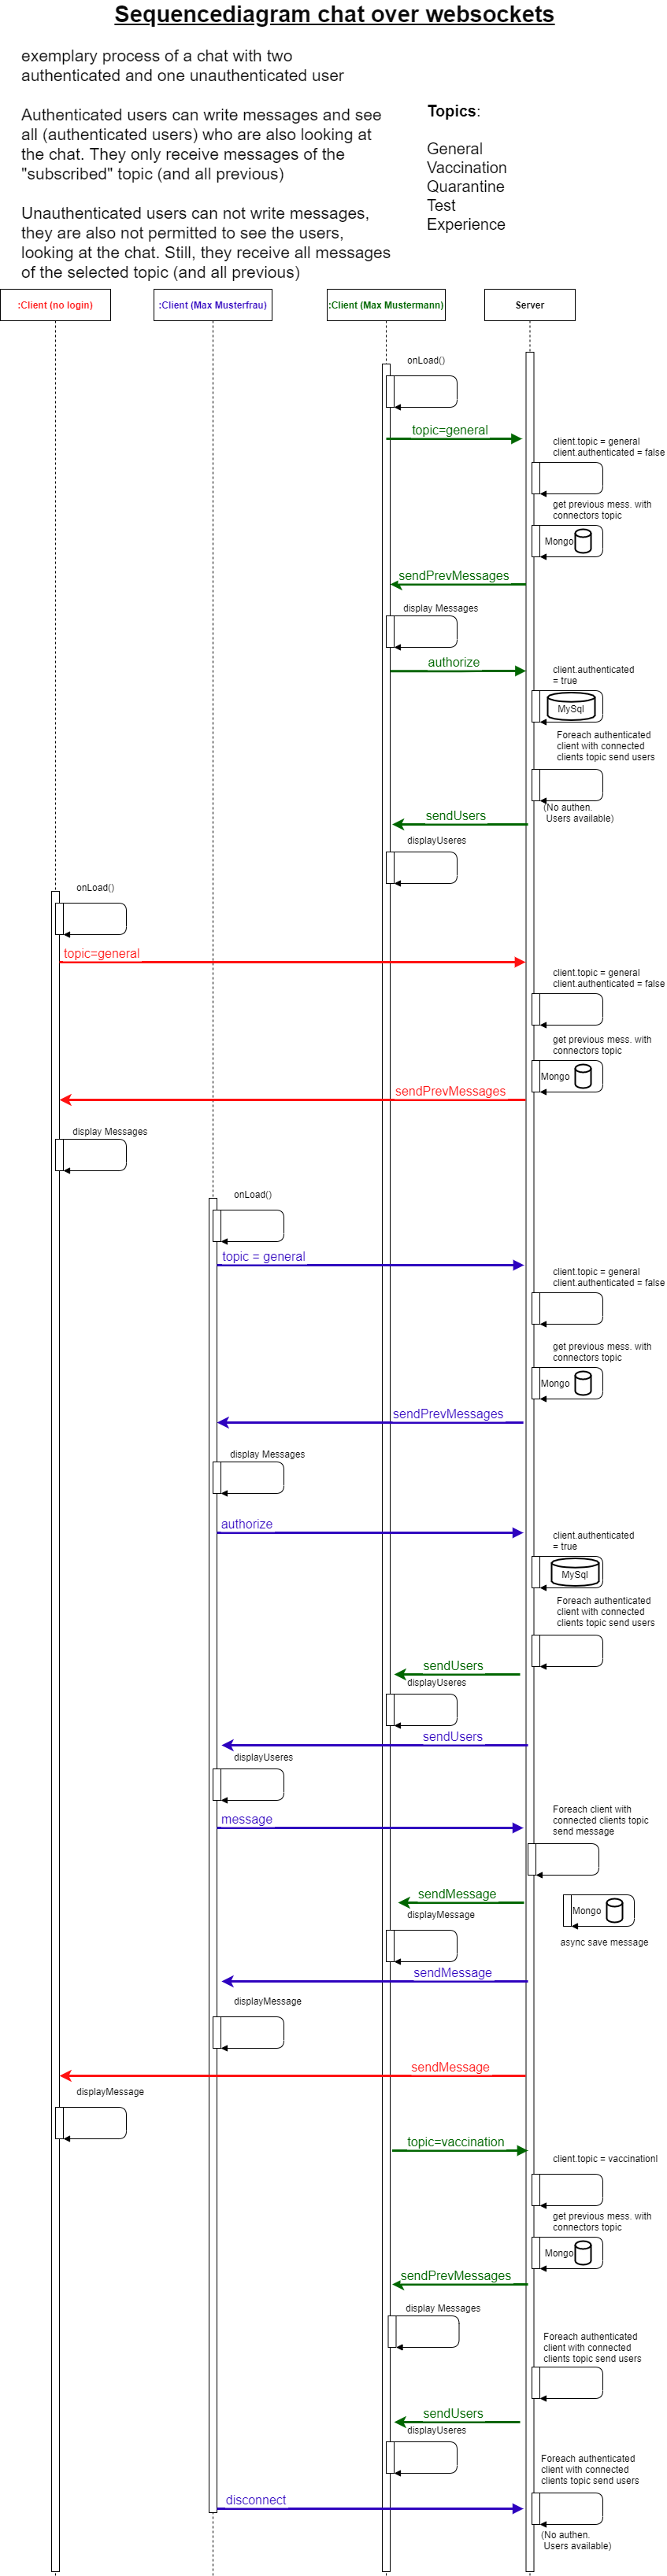 Sequencediagram chat over websockets
exemplary process of a chat with two
authenticated and one unauthenticated user
Authenticated users can write messages and see
all (authenticated users) who are also looking at
the chat. They only receive messages of the
"subscribed" topic (and all previous)
Unauthenticated users can not write messages,
they are also not permitted to see the users,
looking at the chat. Still, they receive all messages
of the selected topic (and all previous)
Topics:
General
Vaccination
Quarantine
Test
Experience
:Client (no login)
:Client (Max Musterfrau)
:Client (Max Mustermann)
Server
onLoad()
topic=general
client.topic = general
client.authenticated = false
get previous mess. with
connectors topic
Mongo
sendPrevMessages
display Messages
authorize
client.authenticated
= true
MySql
Foreach authenticated
client with connected
clients topic send users
(No authen.
Users available)
sendUsers
displayUseres
onLoad()
topic=general
client.topic = general
client.authenticated = false
get previous mess. with
connectors topic
Mongo
sendPrevMessages
display Messages
onLoad()
topic = general
client.topic = general
client.authenticated = false
get previous mess. with
connectors topic
Mongo
sendPrevMessages
display Messages
authorize
client.authenticated
= true
MySql
Foreach authenticated
client with connected
clients topic send users
sendUsers
displayUseres
sendUsers
displayUseres
message
Foreach client with
connected clients topic
send message
sendMessage
Mongo
displayMessage
async save message
sendMessage
displayMessage
sendMessage
displayMessage
topic=vaccination
client.topic = vaccinationl
get previous mess. with
connectors topic
Mongo
sendPrevMessages
display Messages
Foreach authenticated
client with connected
clients topic send users
sendUsers
displayUseres
Foreach authenticated
client with connected
clients topic send users
disconnect
(No authen.
Users available)